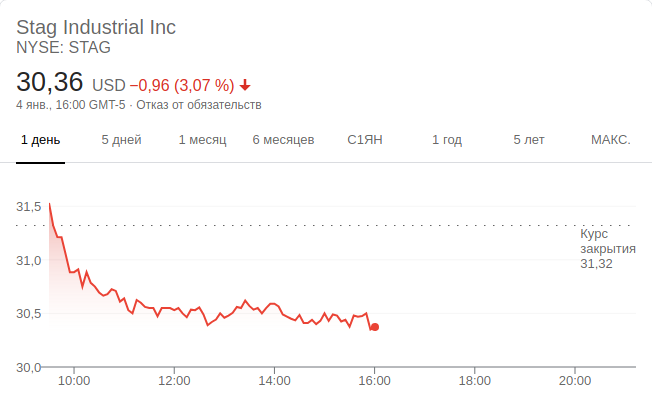 Stag Industrial Inc
NYSE: STAG
30,36 USD −0,96 (3,07 %)
4 янв., 16:00 GMT-5 · Отказ от обязательств
1 день 5 дней 1 месяц 6 месяцев С1ЯН 1 год 5 лет МАКС.
31,5
Курс
закрытия
31,32
31,0
30,5
30,0
10:00 12:00 14:00 16:00 18:00 20:00